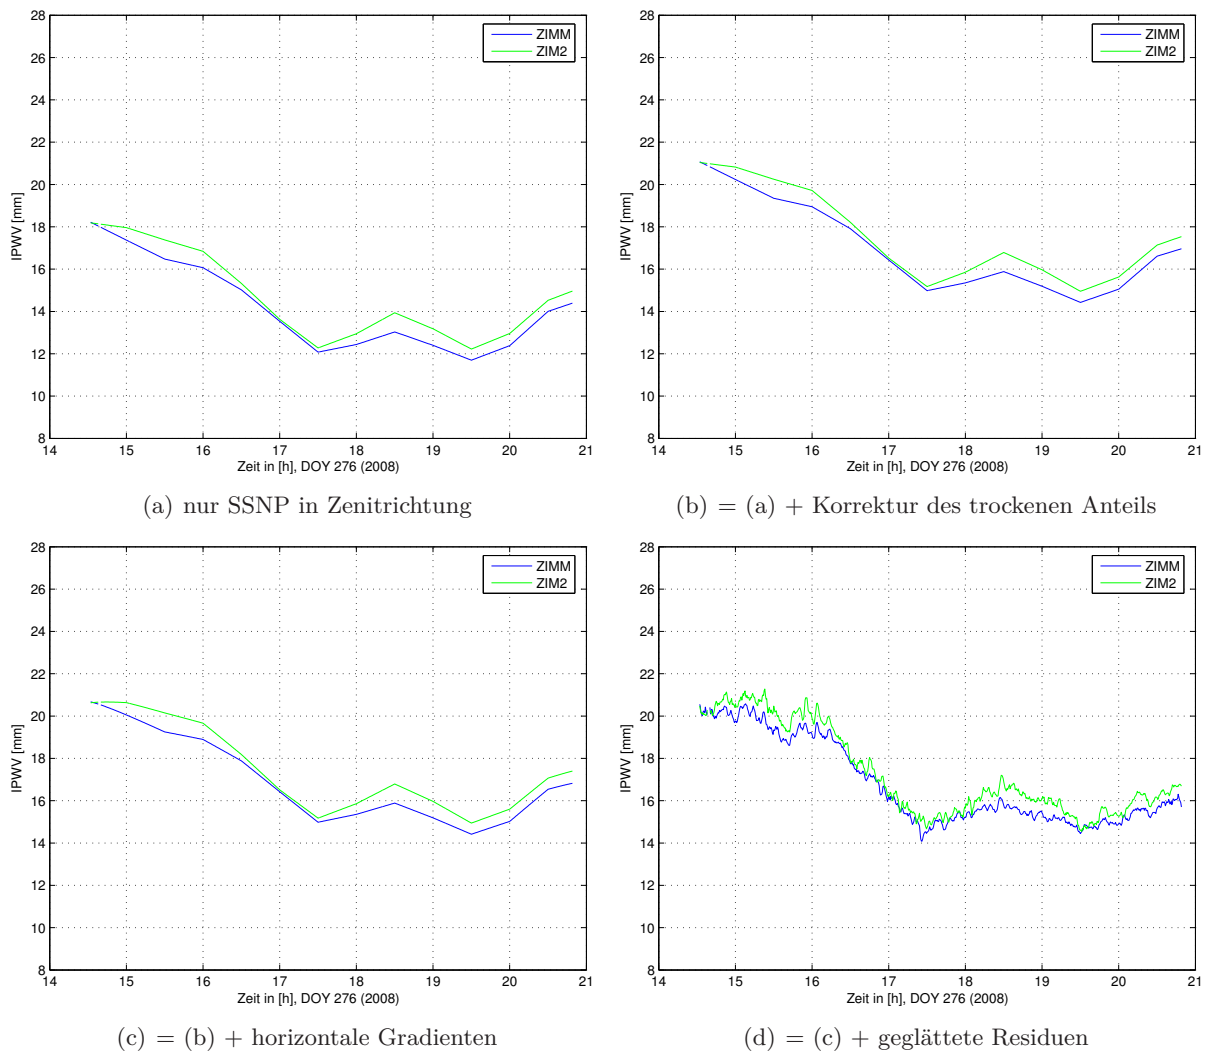 28
26
24
22
20
18
16
14
12
10
8
IPWV [mm]
ZIMM
ZIM2
14 15 16 17 18 19 20 21
Zeit in [h], DOY 276 (2008)
(a) nur SSNP in Zenitrichtung
28
26
24
22
20
18
16
14
12
10
8
IPWV [mm]
ZIMM
ZIM2
14 15 16 17 18 19 20 21
Zeit in [h], DOY 276 (2008)
(b) = (a) + Korrektur des trockenen Anteils
28
26
24
22
20
18
16
14
12
10
8
IPWV [mm]
ZIMM
ZIM2
14 15 16 17 18 19 20 21
Zeit in [h], DOY 276 (2008)
(c) = (b) + horizontale Gradienten
28
26
24
22
20
18
16
14
12
10
8
IPWV [mm]
ZIMM
ZIM2
14 15 16 17 18 19 20 21
Zeit in [h], DOY 276 (2008)
(d) = (c) + geglättete Residuen